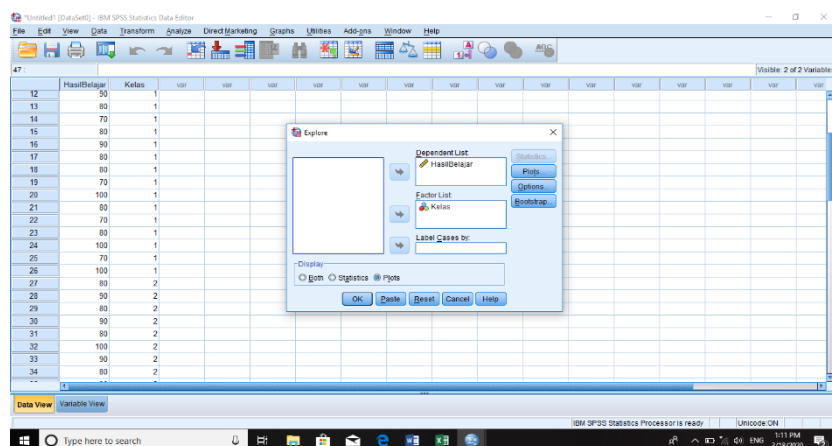 *Untitled1 [DataSet0] - IBM SPSS Statistics Data Editor
File Edit View Data Transform Analyze Direct Marketing Graphs Utilities Add-ons Window Help
47 :
Visible: 2 of 2 Variables
HasilBelajar Kelas var var var var var var var var var var var var var
12 90 1
13 80 1
14 70 1
15 80 1
16 90 1
17 80 1
18 80 1
19 70 1
20 100 1
21 80 1
22 70 1
23 80 1
24 100 1
25 70 1
26 100 1
27 80 2
28 90 2
29 80 2
30 90 2
31 80 2
32 100 2
33 90 2
34 80 2
Explore
Dependent List:
HasilBelajar
Factor List:
Kelas
Label Cases by:
Statistics...
Plots...
Options...
Bootstrap...
Display
Both Statistics Plots
OK Paste Reset Cancel Help
Data View Variable View
IBM SPSS Statistics Processor is ready Unicode:ON
Type here to search
ENG 1:11 PM
3/18/2020